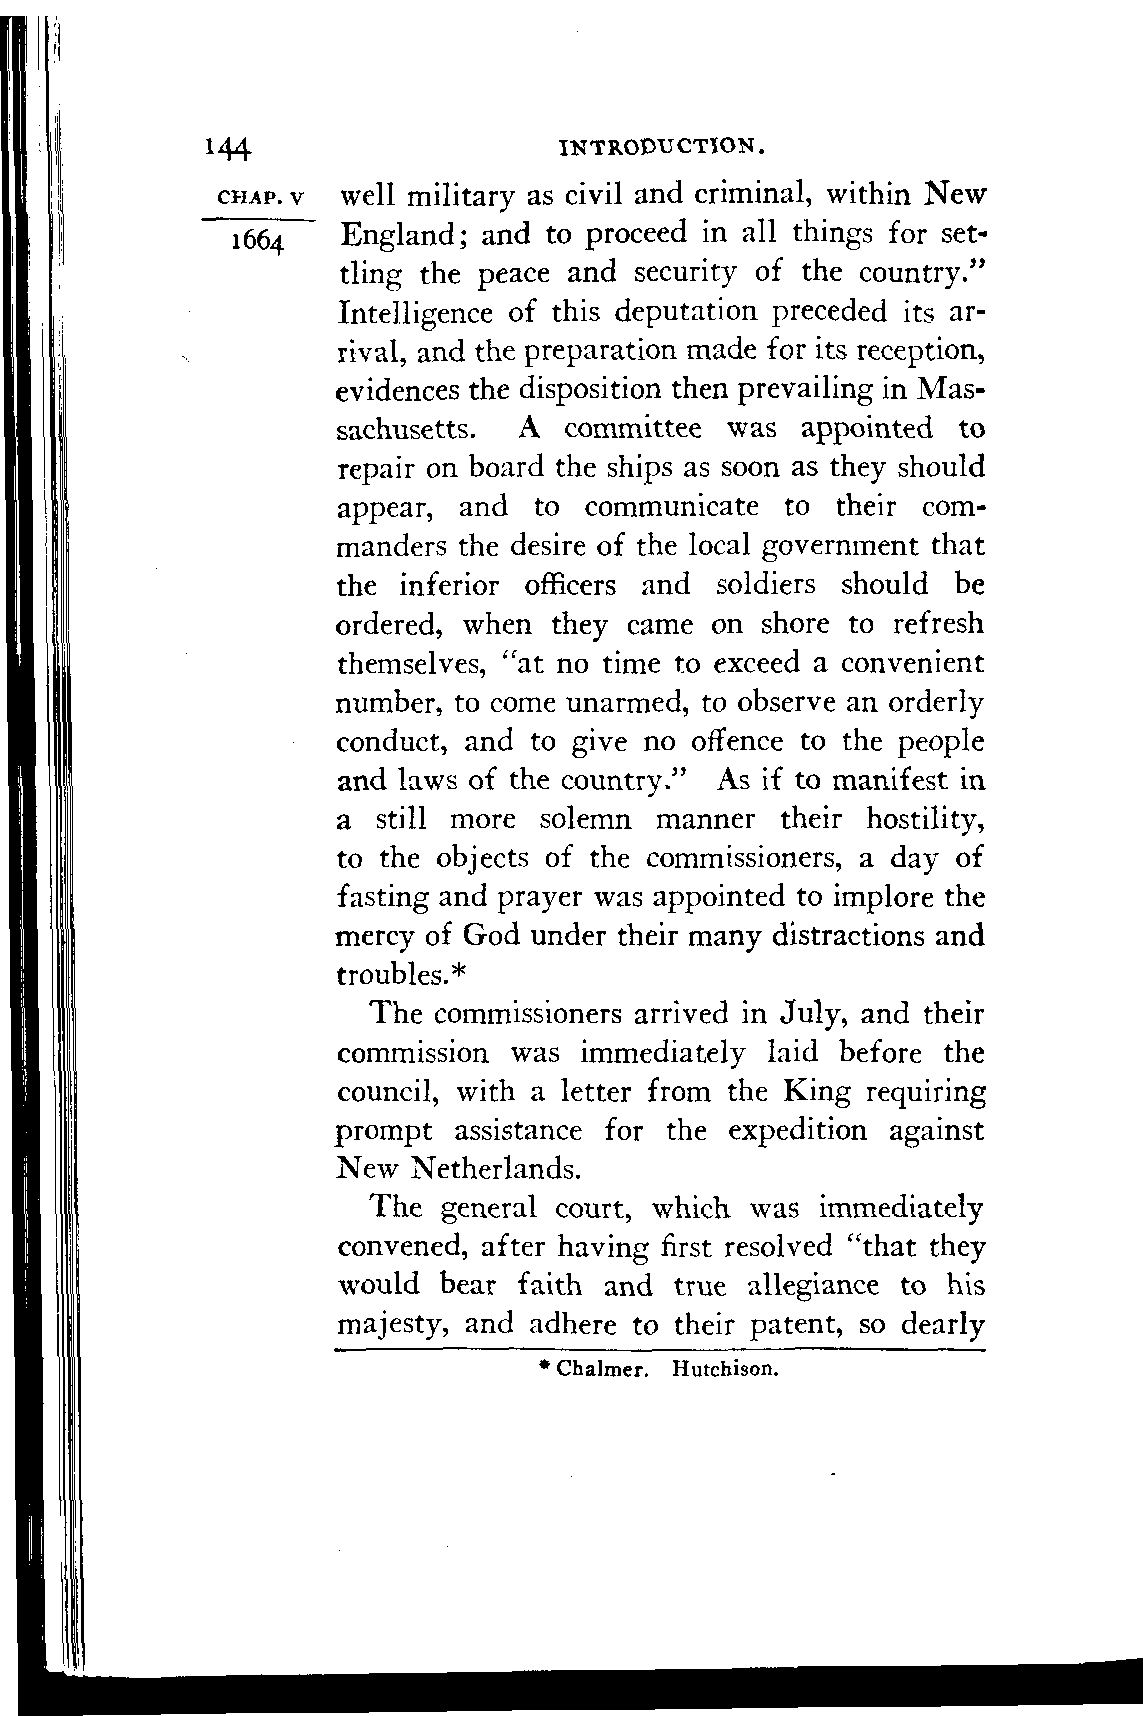 144 INTRODUCTION.
CHAP. V well military as civil and criminal, within New
1664 England; and to proceed in all things for set-
tling the peace and security of the country."
Intelligence of this deputation preceded its ar-
rival, and the preparation made for its reception,
evidences the disposition then prevailing in Mas-
sachusetts. A committee was appointed to
repair on board the ships as soon as they should
appear, and to communicate to their com-
manders the desire of the local government that
the inferior officers and soldiers should be
ordered, when they came on shore to refresh
themselves, "at no time to exceed a convenient
number, to come unarmed, to observe an orderly
conduct, and to give no offence to the people
and laws of the country." As if to manifest in
a still more solemn manner their hostility,
to the objects of the commissioners, a day of
fasting and prayer was appointed to implore the
mercy of God under their many distractions and
troubles.*
The commissioners arrived in July, and their
commission was immediately laid before the
council, with a letter from the King requiring
prompt assistance for the expedition against
New Netherlands.
The general court, which was immediately
convened, after having first resolved "that they
would bear faith and true allegiance to his
majesty, and adhere to their patent, so dearly
* Chalmer. Hutchison.